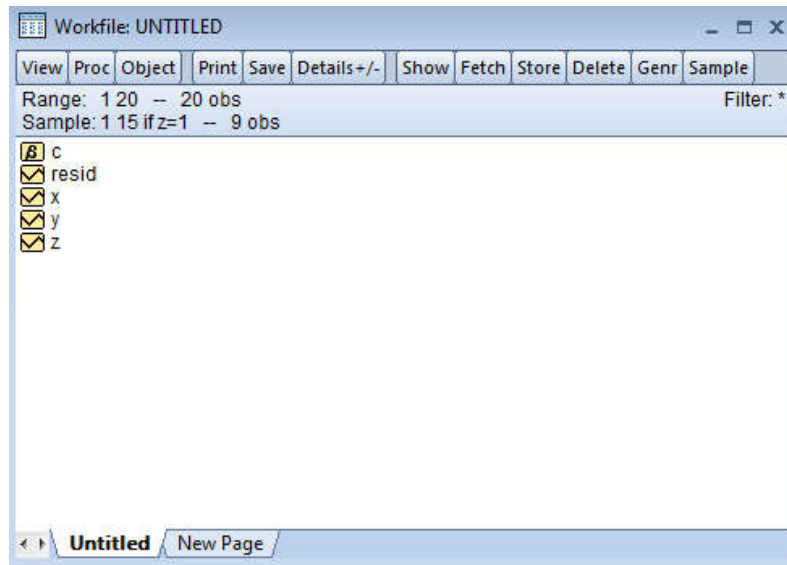 Workfile: UNTITLED
View Proc Object Print Save Details+/- Show Fetch Store Delete Genr Sample
Range: 1 20 -- 20 obs Filter: *
Sample: 1 15 if z=1 -- 9 obs
β c
resid
x
y
z
Untitled New Page